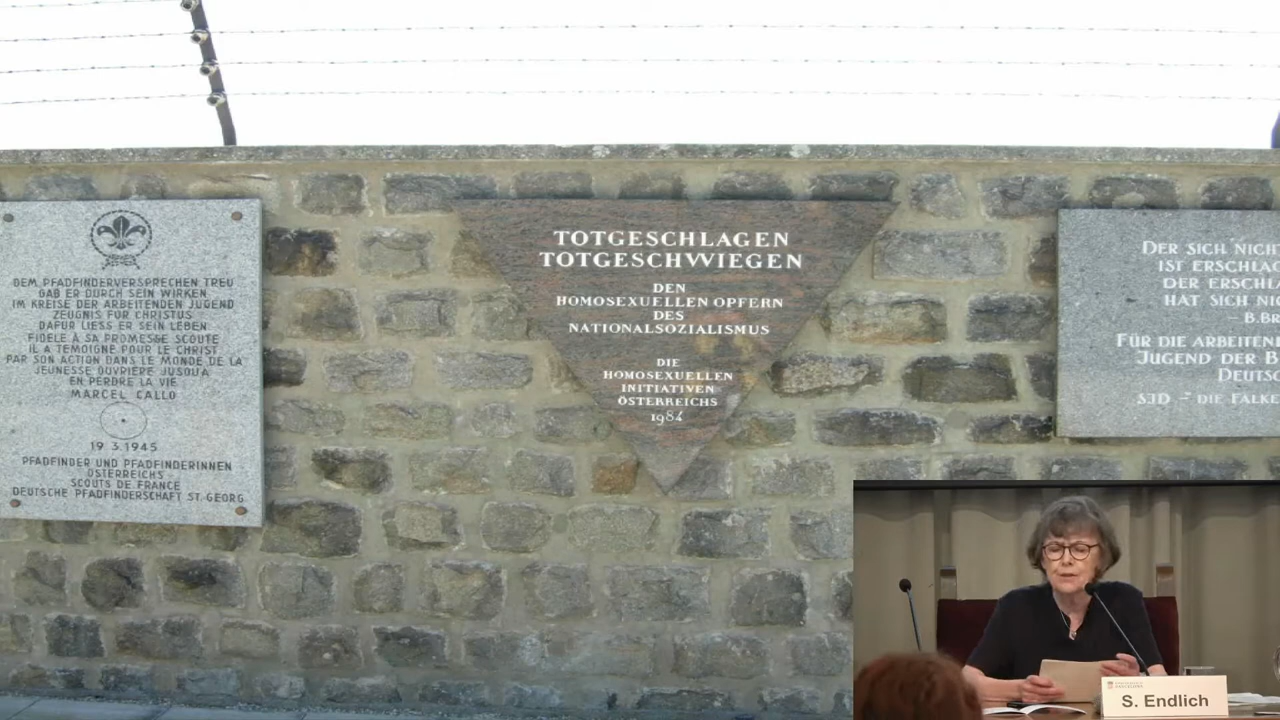 DEM PFADFINDERVERSPRECHEN TREU
GAB ER DURCH SEIN WIRKEN
IM KREISE DER ARBEITENDEN JUGEND
ZEUGNIS FÜR CHRISTUS
DAFÜR LIESS ER SEIN LEBEN
FIDELE À SA PROMESSE SCOUTE
IL A TEMOIGNE POUR LE CHRIST
PAR SON ACTION DANS LE MONDE DE LA
JEUNESSE OUVRIERE JUSQU'A
EN PERDRE LA VIE
MARCEL CALLO
19 3.1945
PFADFINDER UND PFADFINDERINNEN
ÖSTERREICHS
SCOUTS DE FRANCE
DEUTSCHE PFADFINDERSCHAFT ST GEORG
TOTGESCHLAGEN
TOTGESCHWIEGEN
DEN
HOMOSEXUELLEN OPFERN
DES
NATIONALSOZIALISMUS
DIE
HOMOSEXUELLEN
INITIATIVEN
ÖSTERREICHS
1984
DER SICH NICHT
IST ERSCHLAG
DER ERSCHLA
HAT SICH NI
– B.BR
FÜR DIE ARBEITEN
JUGEND DER B
DEUTSC
SJD – DIE FALKE
S. Endlich